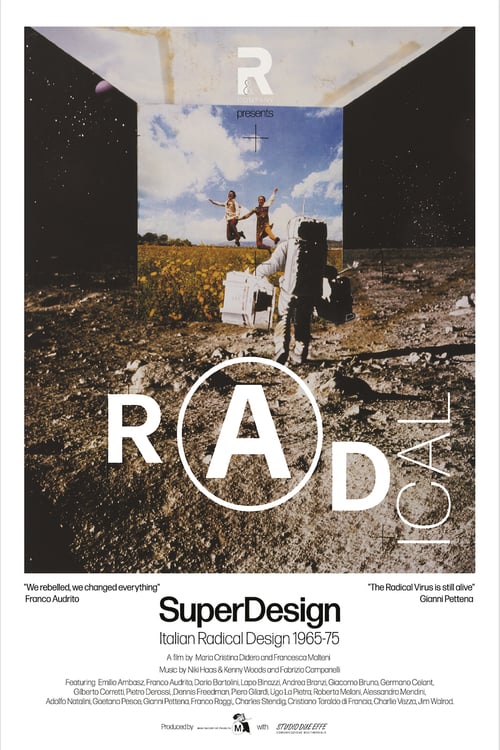 R
& COMPANY
presents
RAD
ICAL
"We rebelled, we changed everything"
Franco Audrito
"The Radical Virus is still alive"
Gianni Pettena
SuperDesign
Italian Radical Design 1965-75
A film by Maria Cristina Didero and Francesca Molteni
Music by Niki Haas & Kenny Woods and Fabrizio Campanelli
Featuring Emilio Ambasz, Franco Audrito, Dario Bartolini, Lapo Binazzi, Andrea Branzi, Giacomo Bruno, Germano Celant,
Gilberto Corretti, Pietro Derossi, Dennis Freedman, Piero Gilardi, Ugo La Pietra, Roberta Meloni, Alessandro Mendini,
Adolfo Natalini, Gaetano Pesce, Gianni Pettena, Franco Raggi, Charles Stendig, Cristiano Toraldo di Francia, Charlie Vezza, Jim Walrod.
Produced by
M
with
STUDIO DUE EFFE